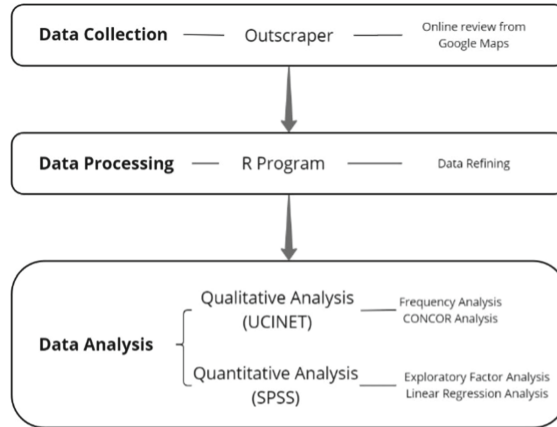 Data Collection
Outscraper
Online review from
Google Maps
Data Processing
R Program
Data Refining
Data Analysis
Qualitative Analysis
(UCINET)
Frequency Analysis
CONCOR Analysis
Quantitative Analysis
(SPSS)
Exploratory Factor Analysis
Linear Regression Analysis